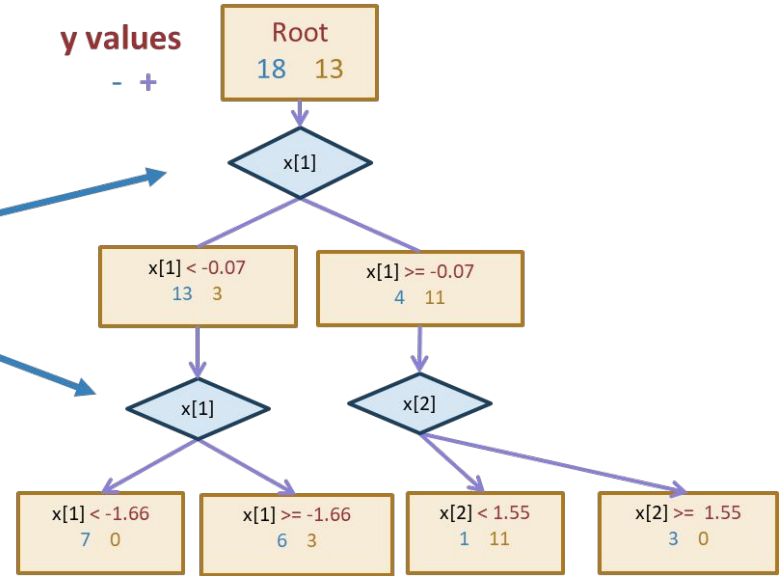 y values
- +
Root
18 13
x[1]
x[1] < -0.07
13 3
x[1] >= -0.07
4 11
x[1]
x[2]
x[1] < -1.66
7 0
x[1] >= -1.66
6 3
x[2] < 1.55
1 11
x[2] >= 1.55
3 0